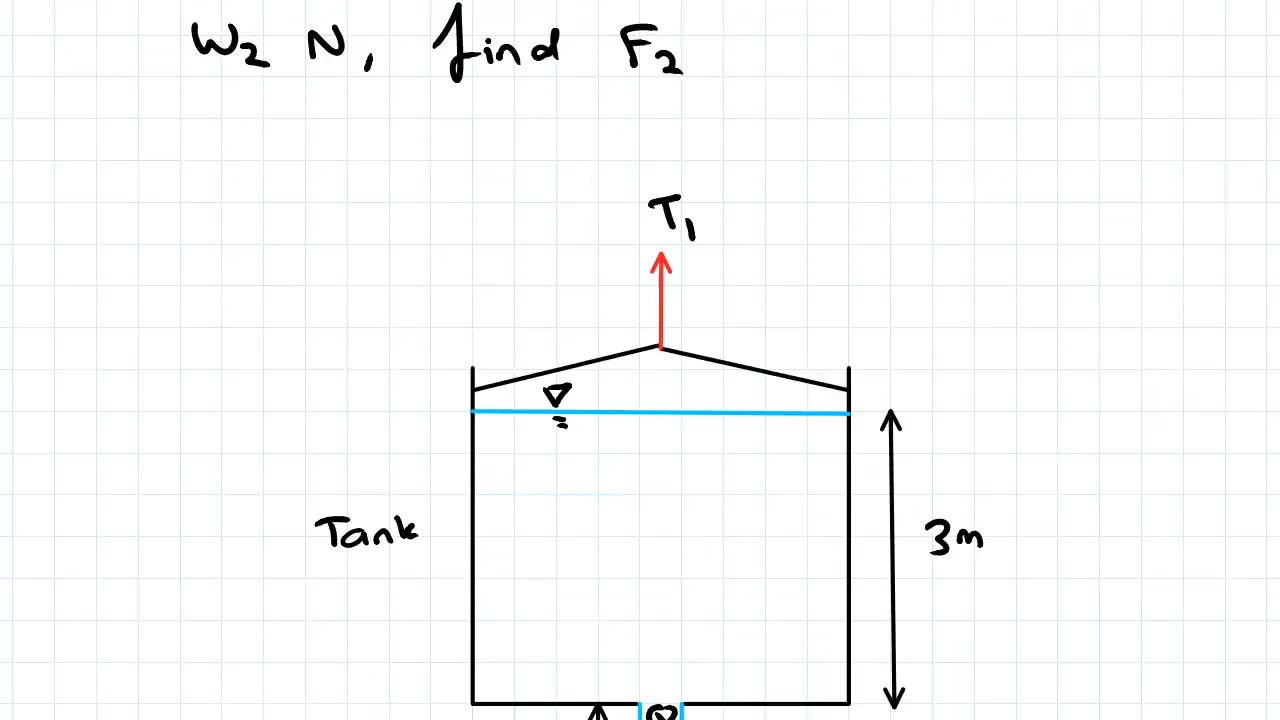 W₂ N, find F₂
T₁
Tank
3m